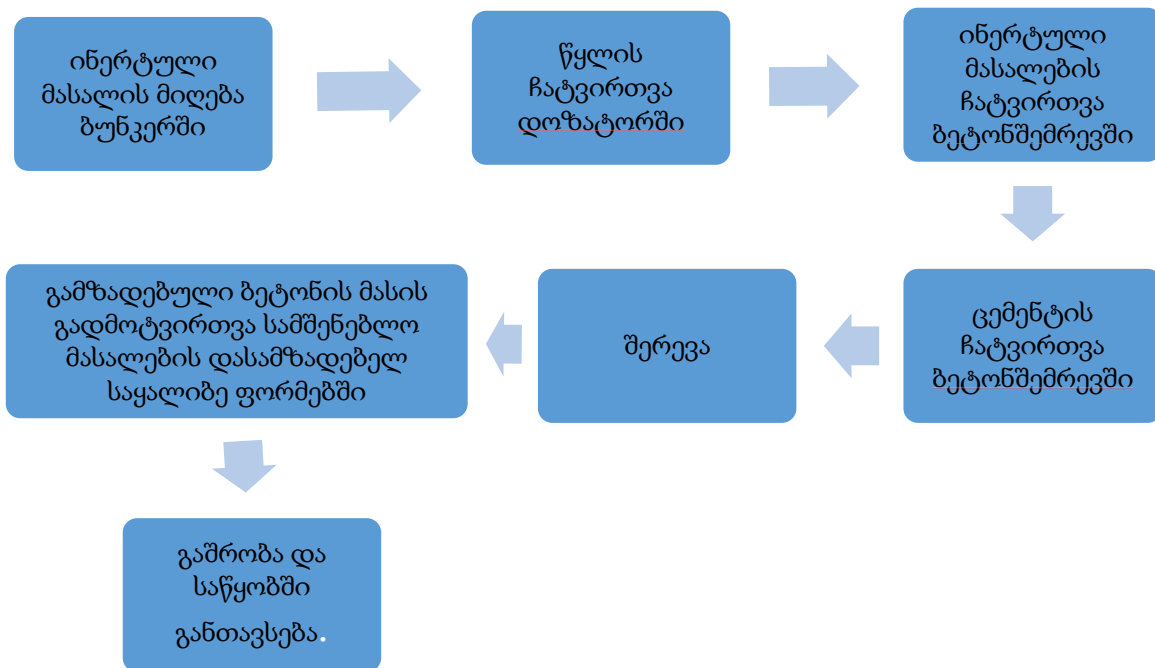 ინერტული
მასალის მიღება
ბუნკერში
წყლის
ჩატვირთვა
დოზატორში
ინერტული
მასალების
ჩატვირთვა
ბეტონშემრევში
ცემენტის
ჩატვირთვა
ბეტონშემრევში
შერევა
გამზადებული ბეტონის მასის
გადმოტვირთვა სამშენებლო
მასალების დასამზადებელ
საყალიბე ფორმებში
გაშრობა და
საწყობში
განთავსება.